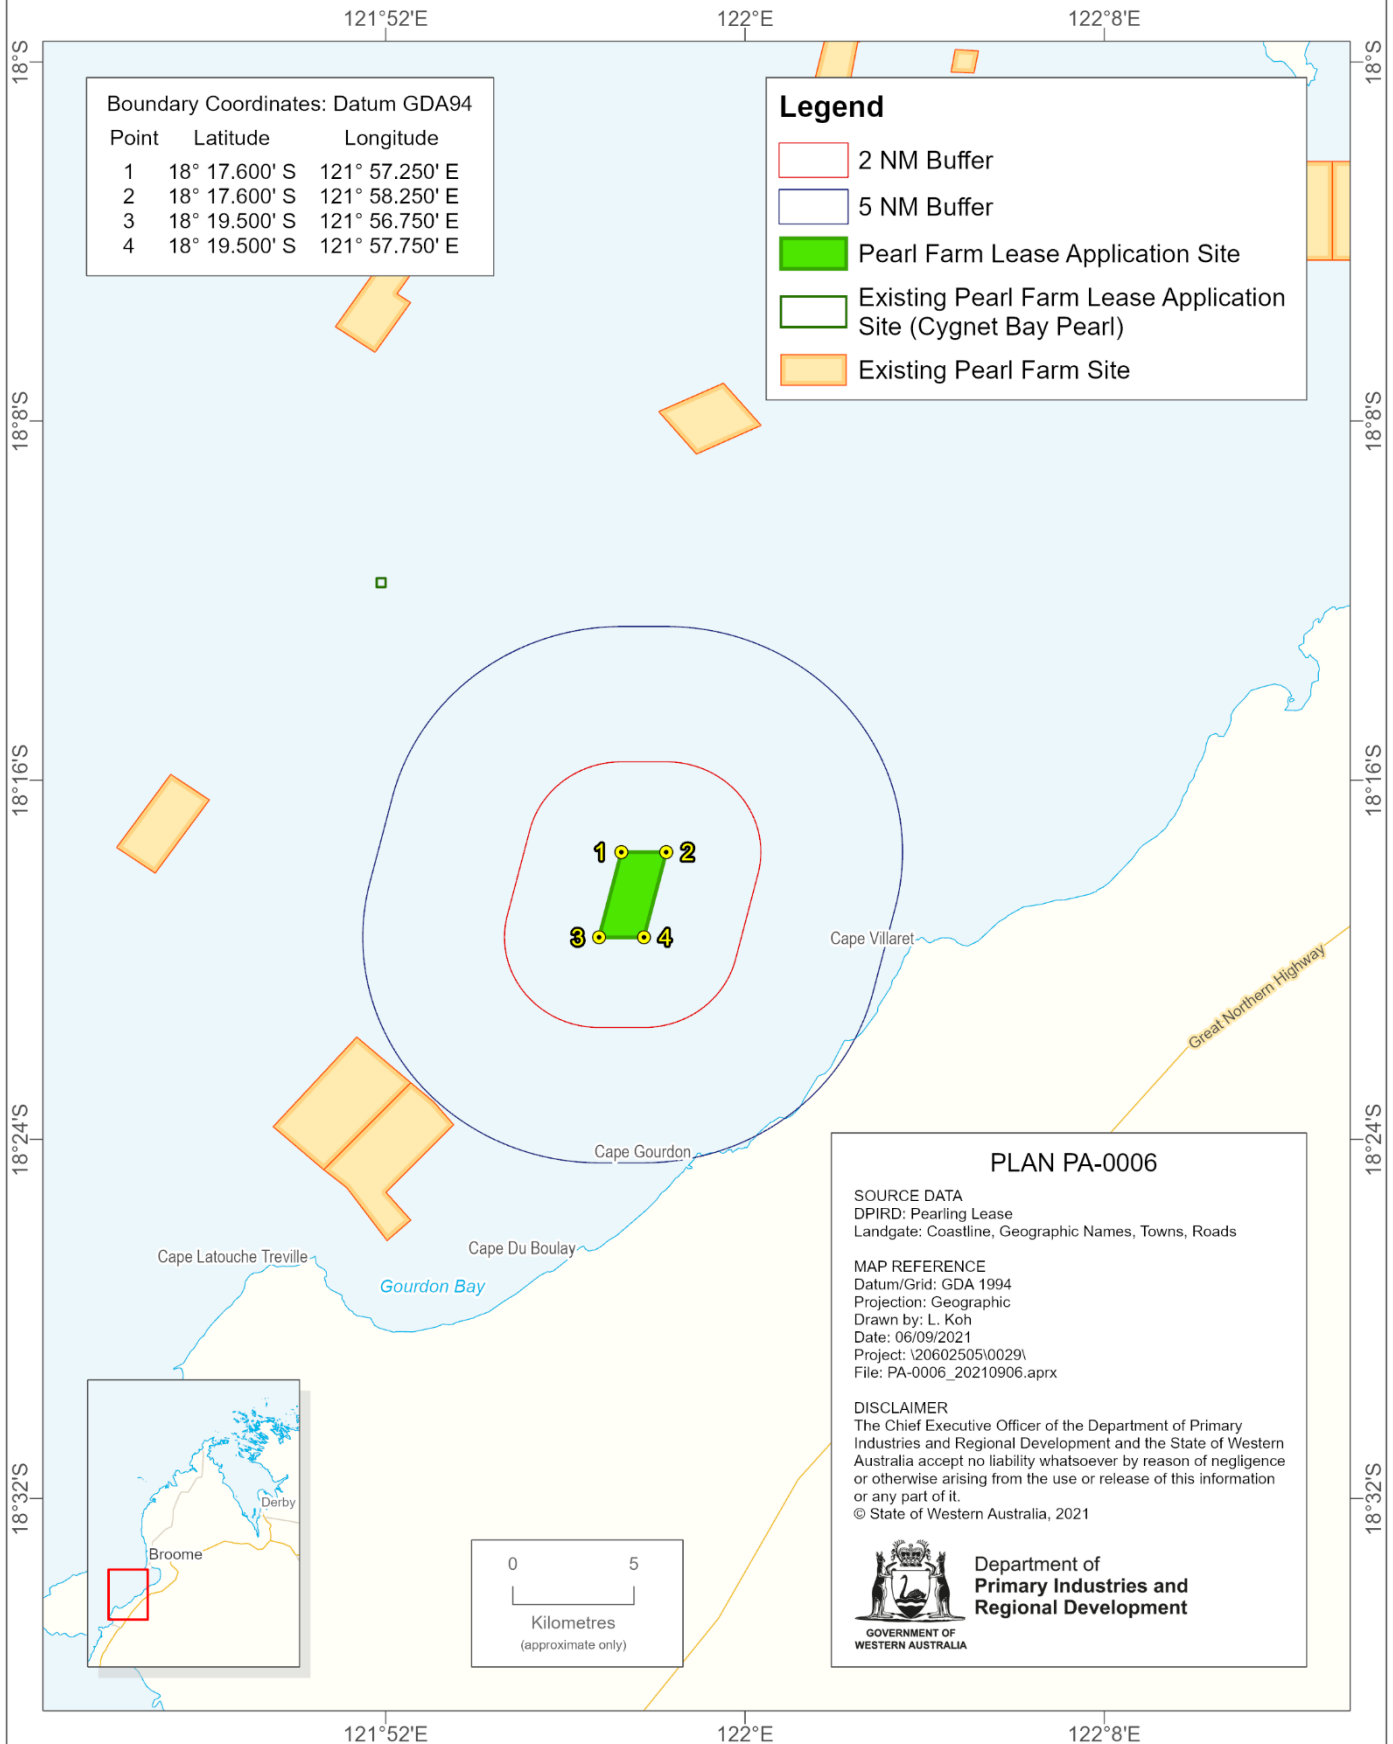 121°52'E
122°E
122°8'E
18°S
18°S
Boundary Coordinates: Datum GDA94
Point Latitude Longitude
1 18° 17.600' S 121° 57.250' E
2 18° 17.600' S 121° 58.250' E
3 18° 19.500' S 121° 56.750' E
4 18° 19.500' S 121° 57.750' E
Legend
2 NM Buffer
5 NM Buffer
Pearl Farm Lease Application Site
Existing Pearl Farm Lease Application
Site (Cygnet Bay Pearl)
Existing Pearl Farm Site
18°8'S
18°8'S
18°16'S
18°16'S
1
2
3
4
Cape Villaret
Great Northern Highway
18°24'S
18°24'S
Cape Gourdon
Cape Du Boulay
Cape Latouche Treville
Gourdon Bay
PLAN PA-0006
SOURCE DATA
DPIRD: Pearling Lease
Landgate: Coastline, Geographic Names, Towns, Roads
MAP REFERENCE
Datum/Grid: GDA 1994
Projection: Geographic
Drawn by: L. Koh
Date: 06/09/2021
Project: \20602505\0029\
File: PA-0006_20210906.aprx
DISCLAIMER
The Chief Executive Officer of the Department of Primary
Industries and Regional Development and the State of Western
Australia accept no liability whatsoever by reason of negligence
or otherwise arising from the use or release of this information
or any part of it.
© State of Western Australia, 2021
GOVERNMENT OF
WESTERN AUSTRALIA
Department of
Primary Industries and
Regional Development
18°32'S
18°32'S
Derby
Broome
0 5
Kilometres
(approximate only)
121°52'E
122°E
122°8'E